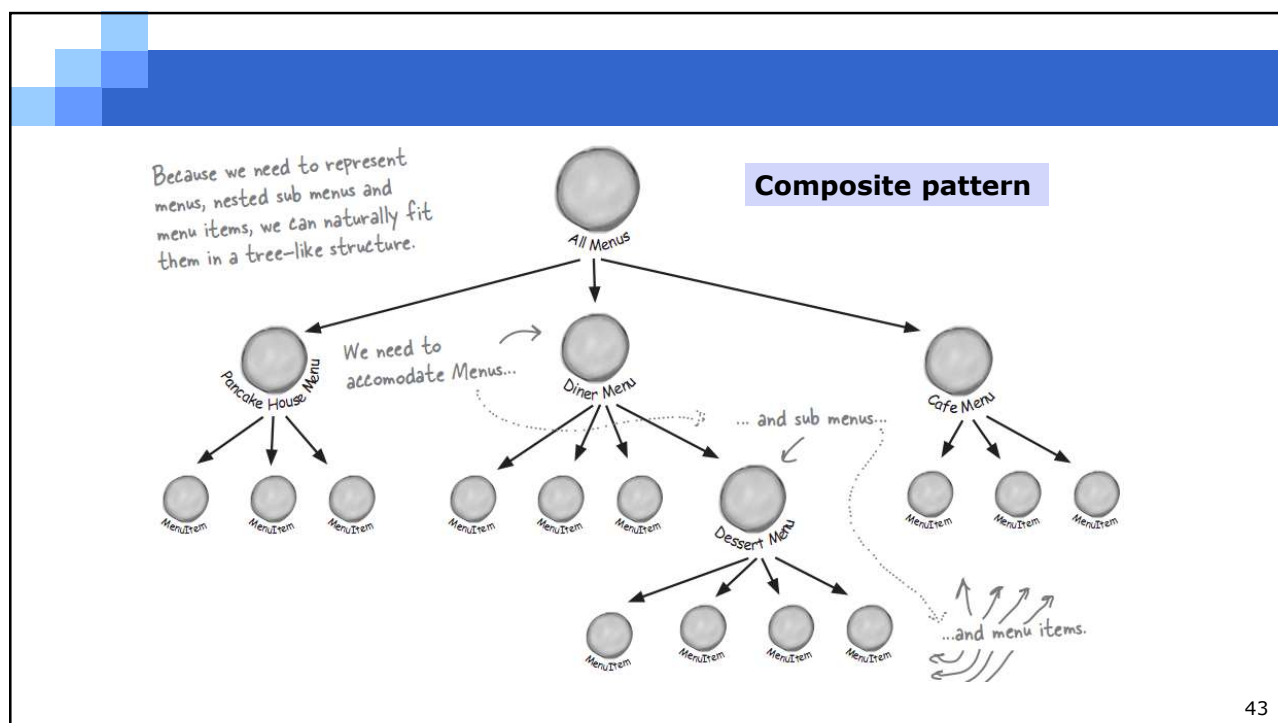 Because we need to represent
menus, nested sub menus and
menu items, we can naturally fit
them in a tree-like structure.
Composite pattern
All Menus
Pancake House Menu
We need to
accomodate Menus...
Diner Menu
... and sub menus...
Cafe Menu
MenuItem
MenuItem
MenuItem
MenuItem
MenuItem
MenuItem
Dessert Menu
MenuItem
MenuItem
MenuItem
MenuItem
MenuItem
MenuItem
MenuItem
...and menu items.
43